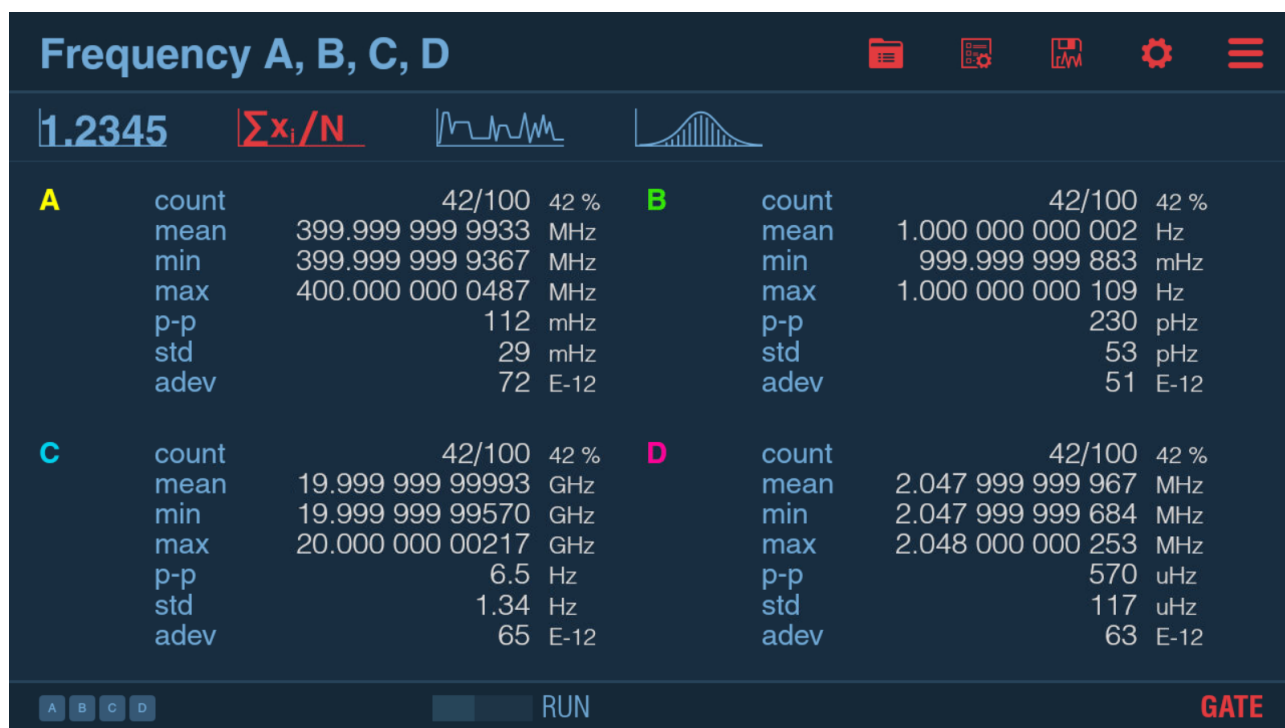 Frequency A, B, C, D
1.2345 ∑xᵢ/N
A
count 42/100 42 %
mean 399.999 999 9933 MHz
min 399.999 999 9367 MHz
max 400.000 000 0487 MHz
p-p 112 mHz
std 29 mHz
adev 72 E-12
B
count 42/100 42 %
mean 1.000 000 000 002 Hz
min 999.999 999 883 mHz
max 1.000 000 000 109 Hz
p-p 230 pHz
std 53 pHz
adev 51 E-12
C
count 42/100 42 %
mean 19.999 999 99993 GHz
min 19.999 999 99570 GHz
max 20.000 000 00217 GHz
p-p 6.5 Hz
std 1.34 Hz
adev 65 E-12
D
count 42/100 42 %
mean 2.047 999 999 967 MHz
min 2.047 999 999 684 MHz
max 2.048 000 000 253 MHz
p-p 570 uHz
std 117 uHz
adev 63 E-12
A B C D RUN GATE